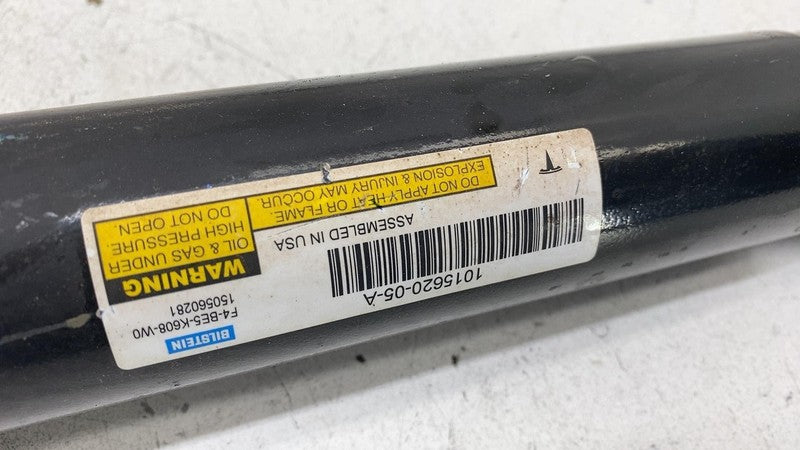 BILSTEIN
F4-BE5-K608-W0
150560281
WARNING
OIL & GAS UNDER
HIGH PRESSURE
DO NOT OPEN.
1015620-05-A
ASSEMBLED IN USA
DO NOT APPLY HEAT OR FLAME.
EXPLOSION & INJURY MAY OCCUR.